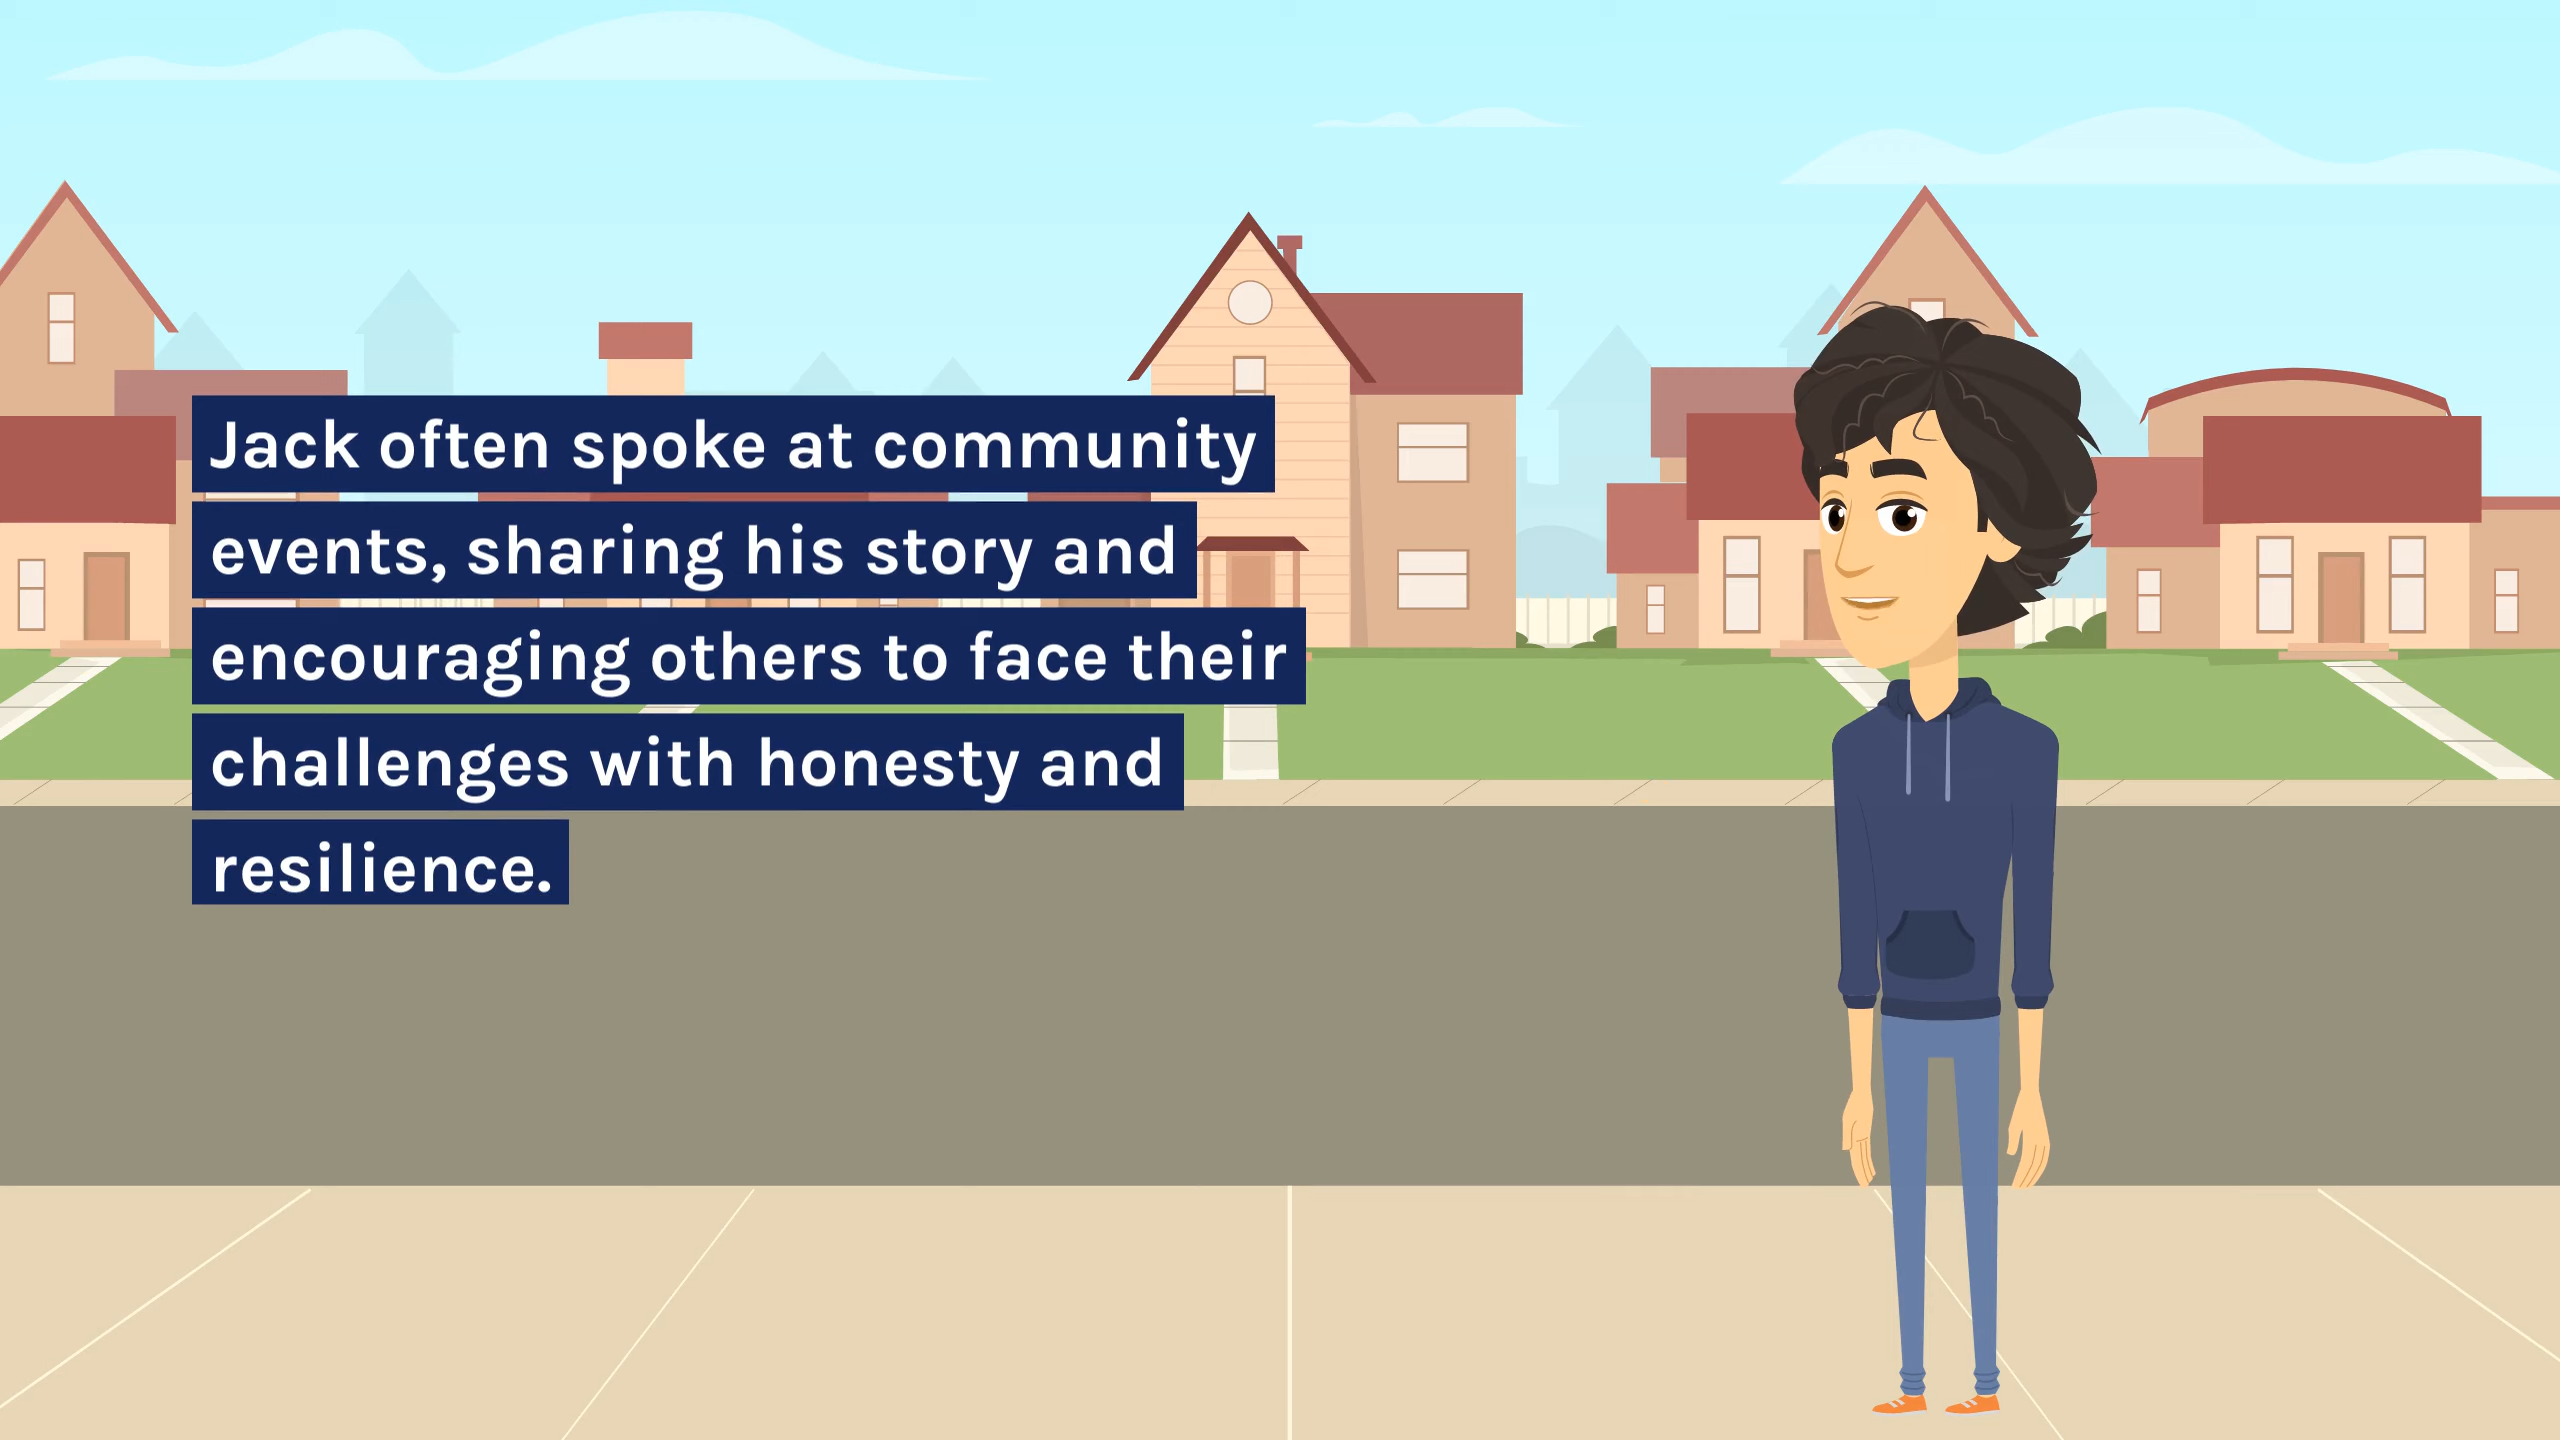 Jack often spoke at community
events, sharing his story and
encouraging others to face their
challenges with honesty and
resilience.